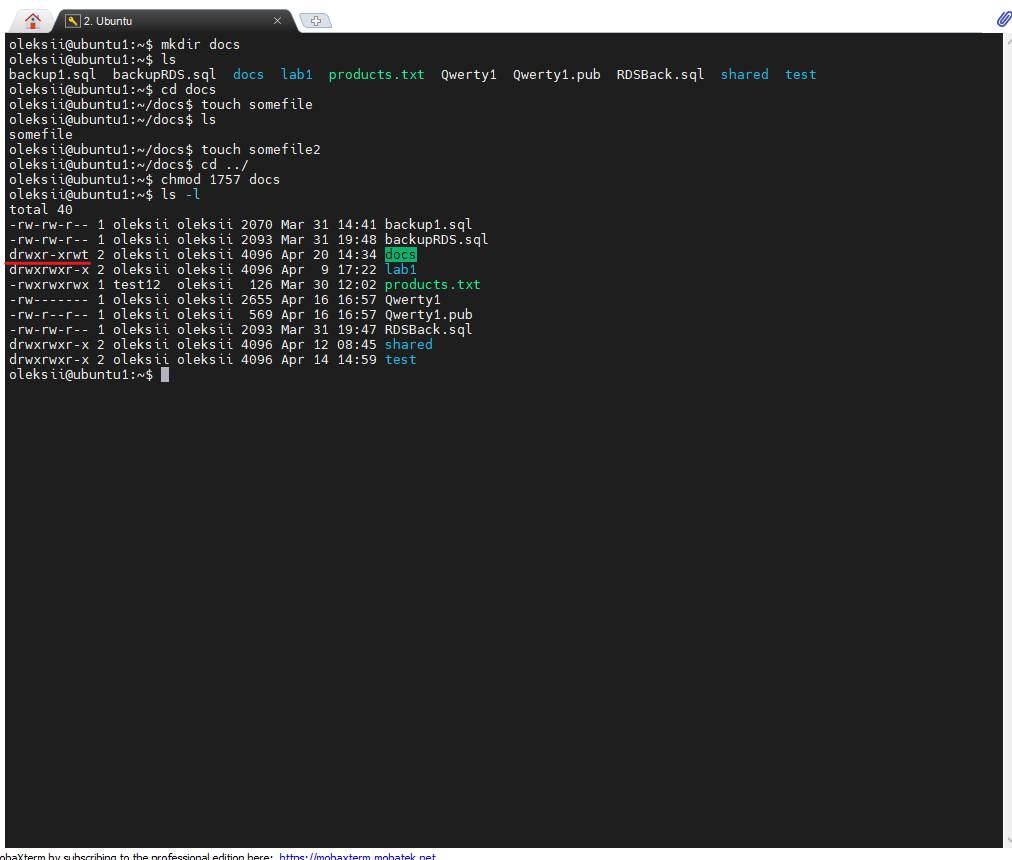 2. Ubuntu
oleksii@ubuntu1:~$ mkdir docs
oleksii@ubuntu1:~$ ls
backup1.sql  backupRDS.sql  docs  lab1  products.txt  Qwerty1  Qwerty1.pub  RDSBack.sql  shared  test
oleksii@ubuntu1:~$ cd docs
oleksii@ubuntu1:~/docs$ touch somefile
oleksii@ubuntu1:~/docs$ ls
somefile
oleksii@ubuntu1:~/docs$ touch somefile2
oleksii@ubuntu1:~/docs$ cd ../
oleksii@ubuntu1:~$ chmod 1757 docs
oleksii@ubuntu1:~$ ls -l
total 40
-rw-rw-r-- 1 oleksii oleksii 2070 Mar 31 14:41 backup1.sql
-rw-rw-r-- 1 oleksii oleksii 2093 Mar 31 19:48 backupRDS.sql
drwxr-xrwt 2 oleksii oleksii 4096 Apr 20 14:34 docs
drwxrwxr-x 2 oleksii oleksii 4096 Apr  9 17:22 lab1
-rwxrwxrwx 1 test12  oleksii  126 Mar 30 12:02 products.txt
-rw------- 1 oleksii oleksii 2655 Apr 16 16:57 Qwerty1
-rw-r--r-- 1 oleksii oleksii  569 Apr 16 16:57 Qwerty1.pub
-rw-rw-r-- 1 oleksii oleksii 2093 Mar 31 19:47 RDSBack.sql
drwxrwxr-x 2 oleksii oleksii 4096 Apr 12 08:45 shared
drwxrwxr-x 2 oleksii oleksii 4096 Apr 14 14:59 test
oleksii@ubuntu1:~$
obaXterm by subscribing to the professional edition here: https://mobaxterm.mobatek.net